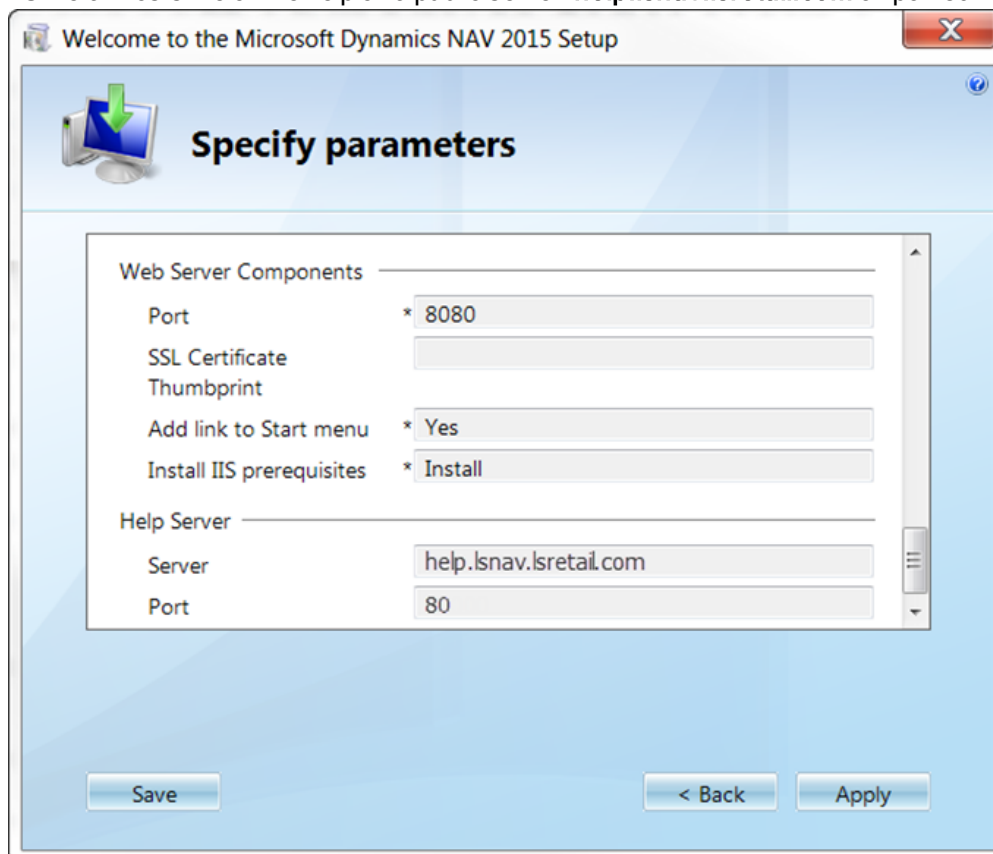 Welcome to the Microsoft Dynamics NAV 2015 Setup
Specify parameters
Web Server Components
Port * 8080
SSL Certificate
Thumbprint
Add link to Start menu * Yes
Install IIS prerequisites * Install
Help Server
Server help.lsnav.lsretail.com
Port 80
Save < Back Apply